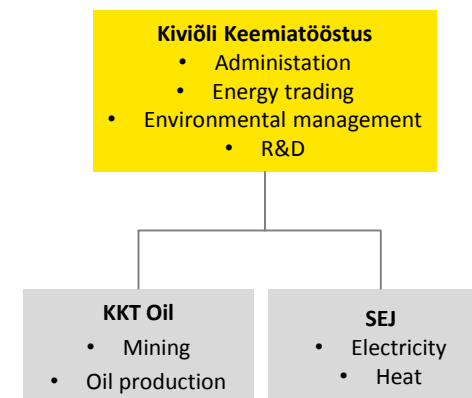 Kiviõli Keemiatööstus
• Administation
• Energy trading
• Environmental management
• R&D
KKT Oil
• Mining
• Oil production
SEJ
• Electricity
• Heat